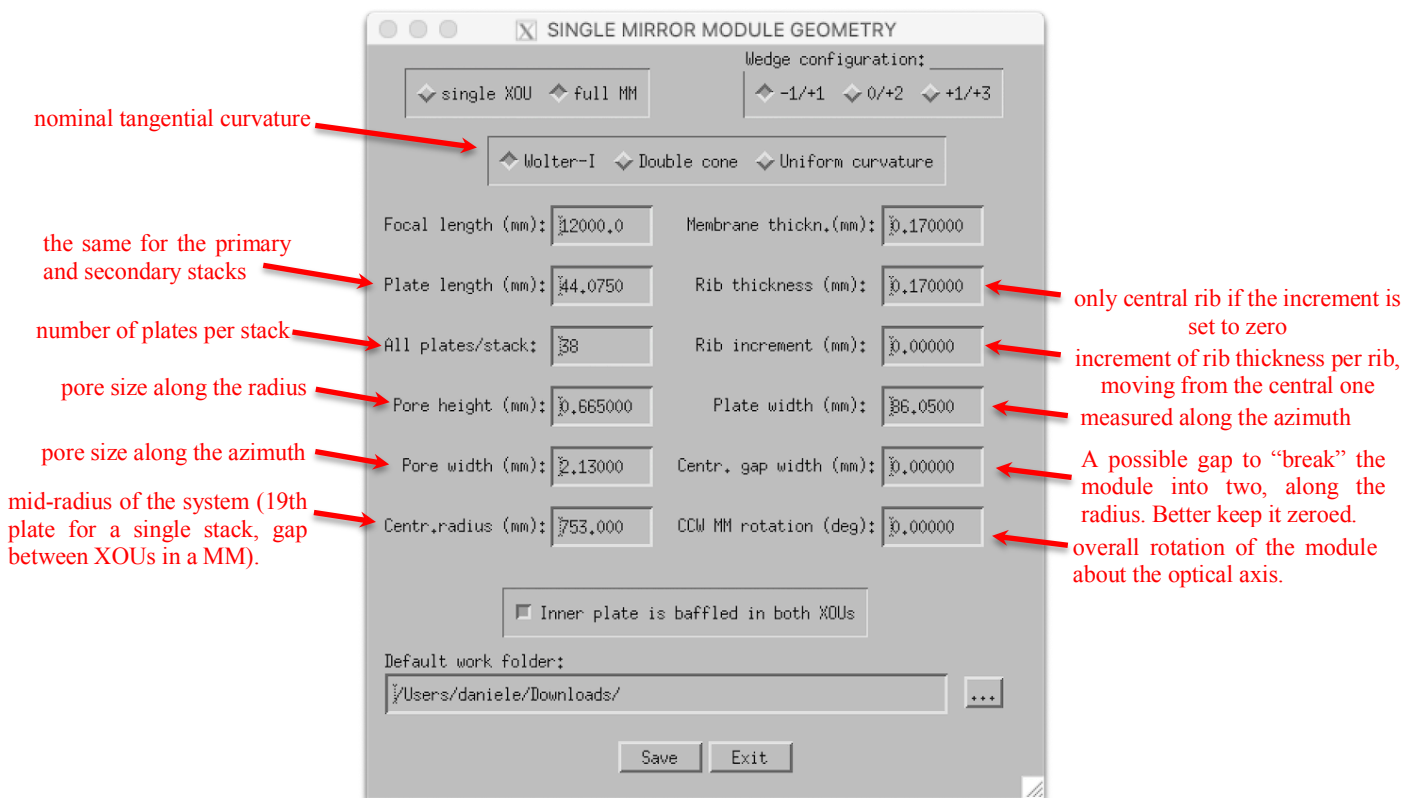 SINGLE MIRROR MODULE GEOMETRY
Wedge configuration:
single XOU full MM
-1/+1 0/+2 +1/+3
nominal tangential curvature
Wolter-I Double cone Uniform curvature
Focal length (mm): 12000.0
Membrane thickn.(mm): 0.170000
the same for the primary
and secondary stacks
Plate length (mm): 44.0750
Rib thickness (mm): 0.170000
only central rib if the increment is
set to zero
number of plates per stack
All plates/stack: 38
Rib increment (mm): 0.00000
increment of rib thickness per rib,
moving from the central one
pore size along the radius
Pore height (mm): 0.665000
Plate width (mm): 86.0500
measured along the azimuth
pore size along the azimuth
Pore width (mm): 2.13000
Centr. gap width (mm): 0.00000
A possible gap to “break” the
module into two, along the
radius. Better keep it zeroed.
mid-radius of the system (19th
plate for a single stack, gap
between XOUs in a MM).
Centr.radius (mm): 753.000
CCW MM rotation (deg): 0.00000
overall rotation of the module
about the optical axis.
Inner plate is baffled in both XOUs
Default work folder:
/Users/daniele/Downloads/
...
Save Exit